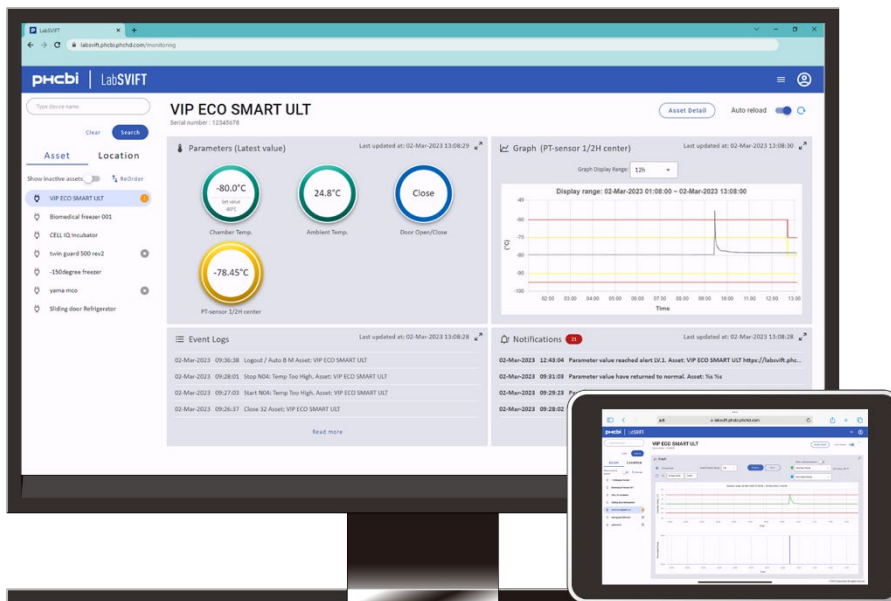 LabSVIFT
labsvift.phcbi.phchd.com/monitoring
PHCbi | LabSVIFT
Type device name
Clear Search
Asset Location
Show inactive assets ReOrder
VIP ECO SMART ULT
Biomedical freezer 001
CELL IQ Incubator
twin guard 500 rev2
-150degree freezer
yama mco
Sliding door Refrigerator
VIP ECO SMART ULT
Serial number : 12345678
Asset Detail Auto reload
Parameters (Latest value) Last updated at: 02-Mar-2023 13:08:29
-80.0°C
Set value
-80°C
Chamber Temp.
24.8°C
Ambient Temp.
Close
Door Open/Close
-78.45°C
PT-sensor 1/2H center
Graph (PT-sensor 1/2H center) Last updated at: 02-Mar-2023 13:08:30
Graph Display Range: 12h
Display range: 02-Mar-2023 01:08:00 ~ 02-Mar-2023 13:08:00
-49
-60
-70
(°C)
-80
-90
-100
02:00 03:00 04:00 05:00 06:00 07:00 08:00 09:00 10:00 11:00 12:00 13:00
Time
Event Logs Last updated at: 02-Mar-2023 13:08:28
02-Mar-2023 09:36:38 Logout / Auto B M Asset: VIP ECO SMART ULT
02-Mar-2023 09:28:01 Stop N04: Temp Too High, Asset: VIP ECO SMART ULT
02-Mar-2023 09:27:03 Start N04: Temp Too High, Asset: VIP ECO SMART ULT
02-Mar-2023 09:26:37 Close 32 Asset: VIP ECO SMART ULT
Read more
Notifications 21 Last updated at: 02-Mar-2023 13:08:28
02-Mar-2023 12:43:04 Parameter value reached alert LV.1. Asset: VIP ECO SMART ULT https://labsvift.phc...
02-Mar-2023 09:31:03 Parameter value have returned to normal. Asset: %s %s
02-Mar-2023 09:29:23
02-Mar-2023 09:28:02
labsvift.phcbi.phchd.com
PHCbi | LabSVIFT
VIP ECO SMART ULT
Asset Location
Graph
Time
Time